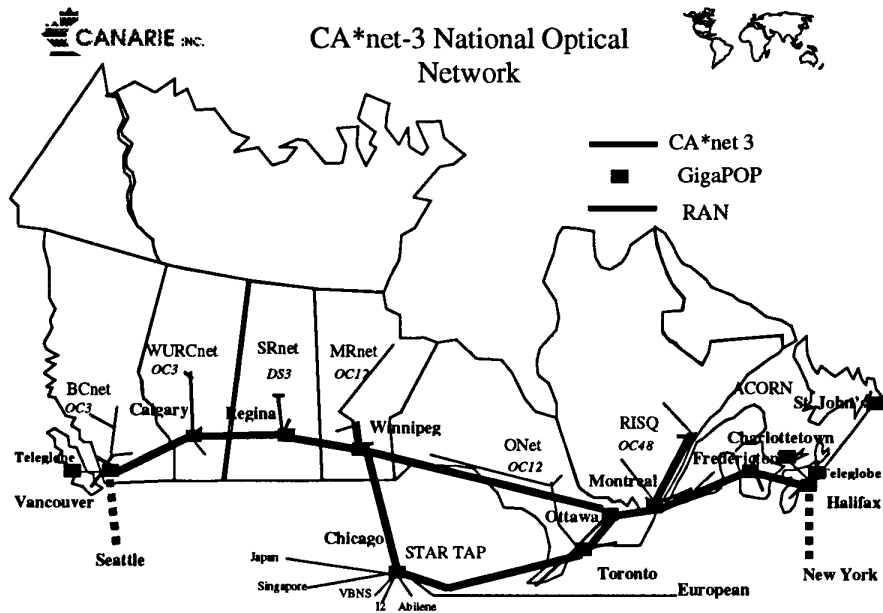 CANARIE INC.
CA*net-3 National Optical
Network
CA*net 3
GigaPOP
RAN
WURCnet
OC3
SRnet
DS3
MRnet
OC12
BCnet
OC3
Calgary
Regina
Winnipeg
ONet
OC12
RISQ
OC48
ACORN
St. John's
Charlottetown
Fredericton
Teleglobe
Teleglobe
Vancouver
Montreal
Halifax
Ottawa
Seattle
Chicago
STAR TAP
Toronto
New York
Japan
Singapore
VBNS
I2
Abilene
European